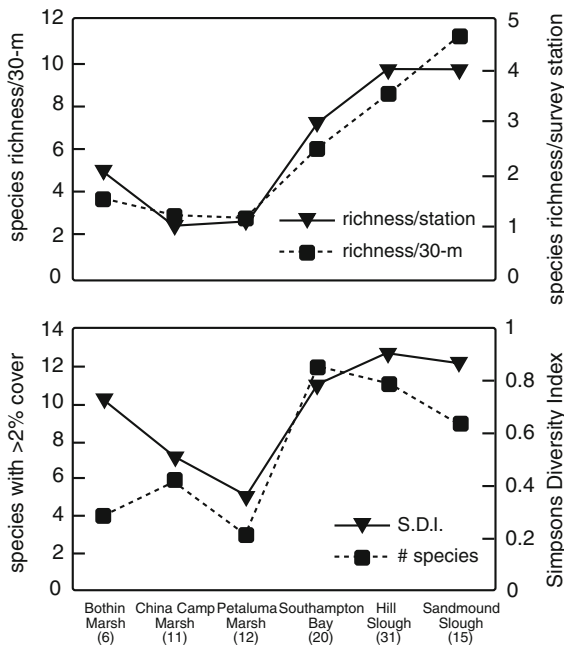 species richness/30-m
12
10
8
6
4
2
0
5
4
3
2
1
0
species richness/survey station
richness/station
richness/30-m
species with >2% cover
14
12
10
8
6
4
2
0
1
0.8
0.6
0.4
0.2
0
Simpsons Diversity Index
S.D.I.
# species
Bothin
Marsh
(6)
China Camp
Marsh
(11)
Petaluma
Marsh
(12)
Southampton
Bay
(20)
Hill
Slough
(31)
Sandmound
Slough
(15)